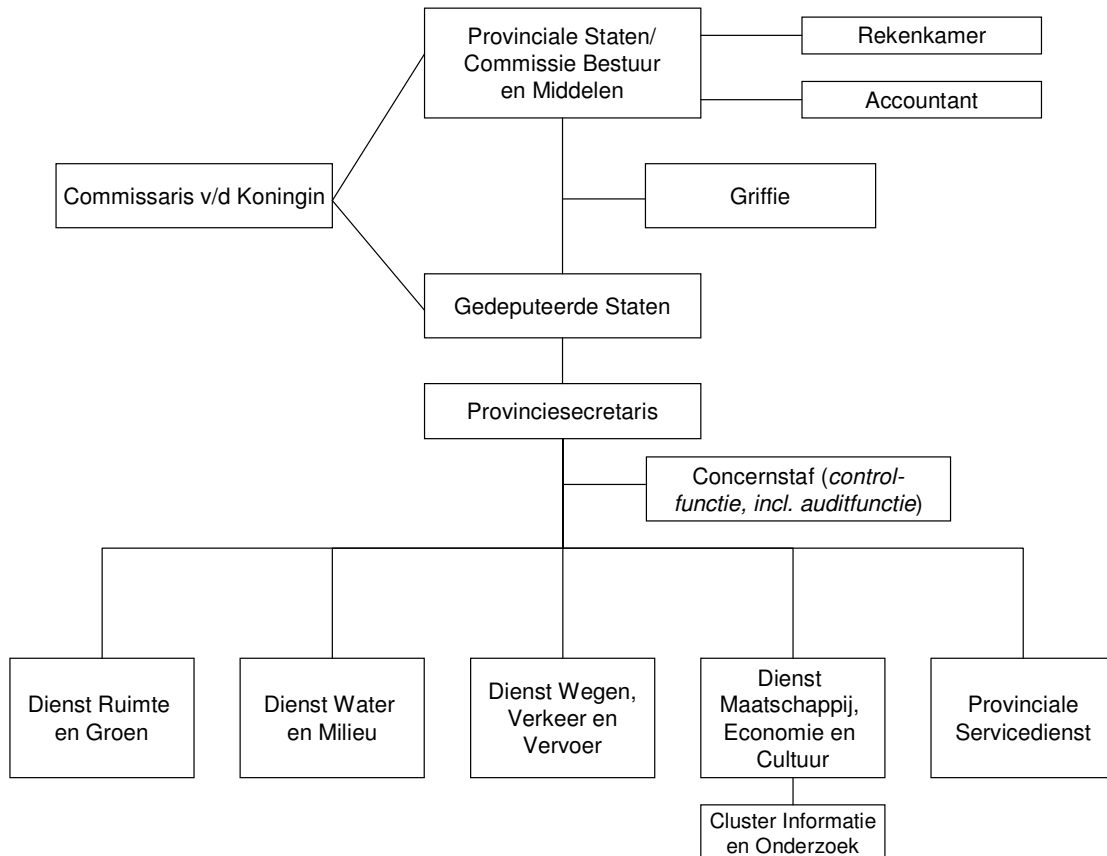 Provinciale Staten/
Commissie Bestuur
en Middelen
Rekenkamer
Accountant
Commissaris v/d Koningin
Griffie
Gedeputeerde Staten
Provinciesecretaris
Concernstaf (control-
functie, incl. auditfunctie)
Dienst Ruimte
en Groen
Dienst Water
en Milieu
Dienst Wegen,
Verkeer en
Vervoer
Dienst
Maatschappij,
Economie en
Cultuur
Provinciale
Servicedienst
Cluster Informatie
en Onderzoek